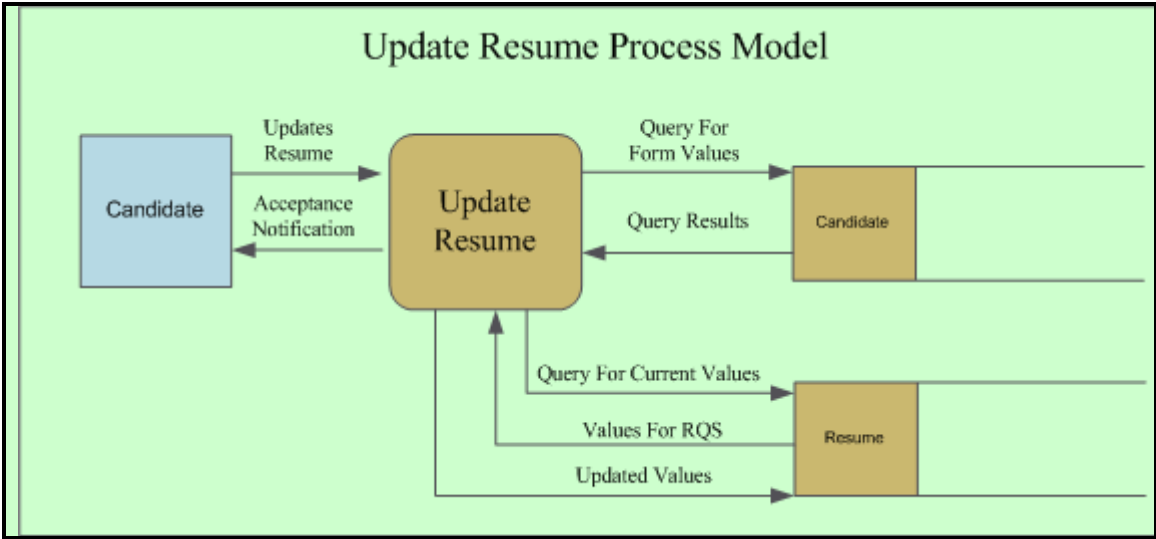 Update Resume Process Model
Updates
Resume
Acceptance
Notification
Candidate
Update
Resume
Query For
Form Values
Query Results
Candidate
Query For Current Values
Values For RQS
Updated Values
Resume